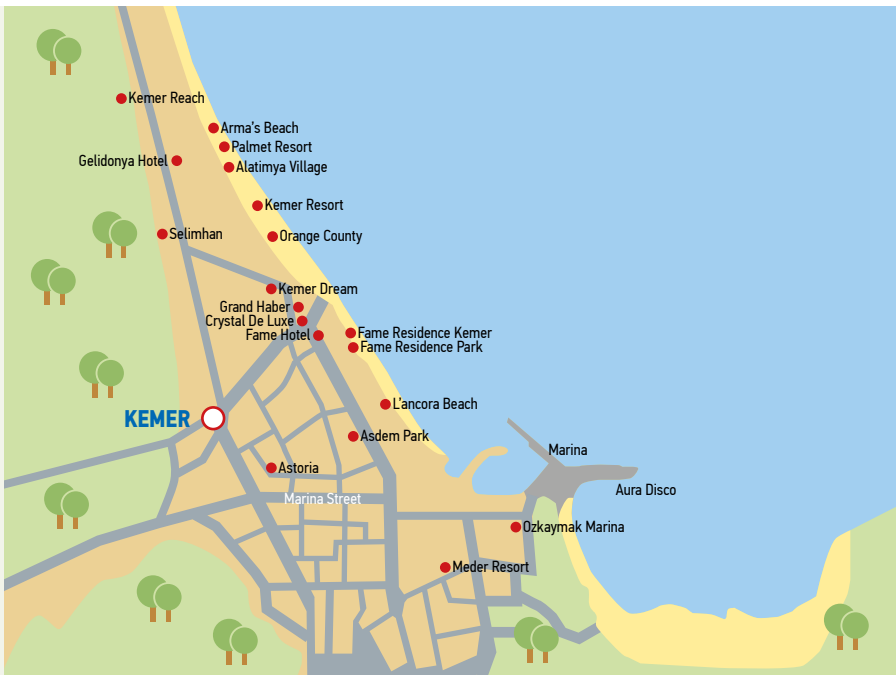 Kemer Reach
Arma's Beach
Palmet Resort
Gelidonya Hotel
Alatimya Village
Kemer Resort
Selimhan
Orange County
Kemer Dream
Grand Haber
Crystal De Luxe
Fame Hotel
Fame Residence Kemer
Fame Residence Park
L'ancora Beach
KEMER
Asdem Park
Marina
Astoria
Aura Disco
Marina Street
Ozkaymak Marina
Meder Resort